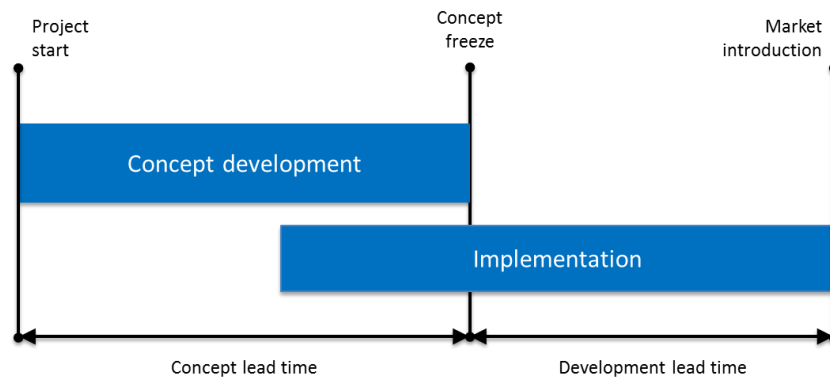 Project
start
Concept
freeze
Market
introduction
Concept development
Implementation
Concept lead time
Development lead time